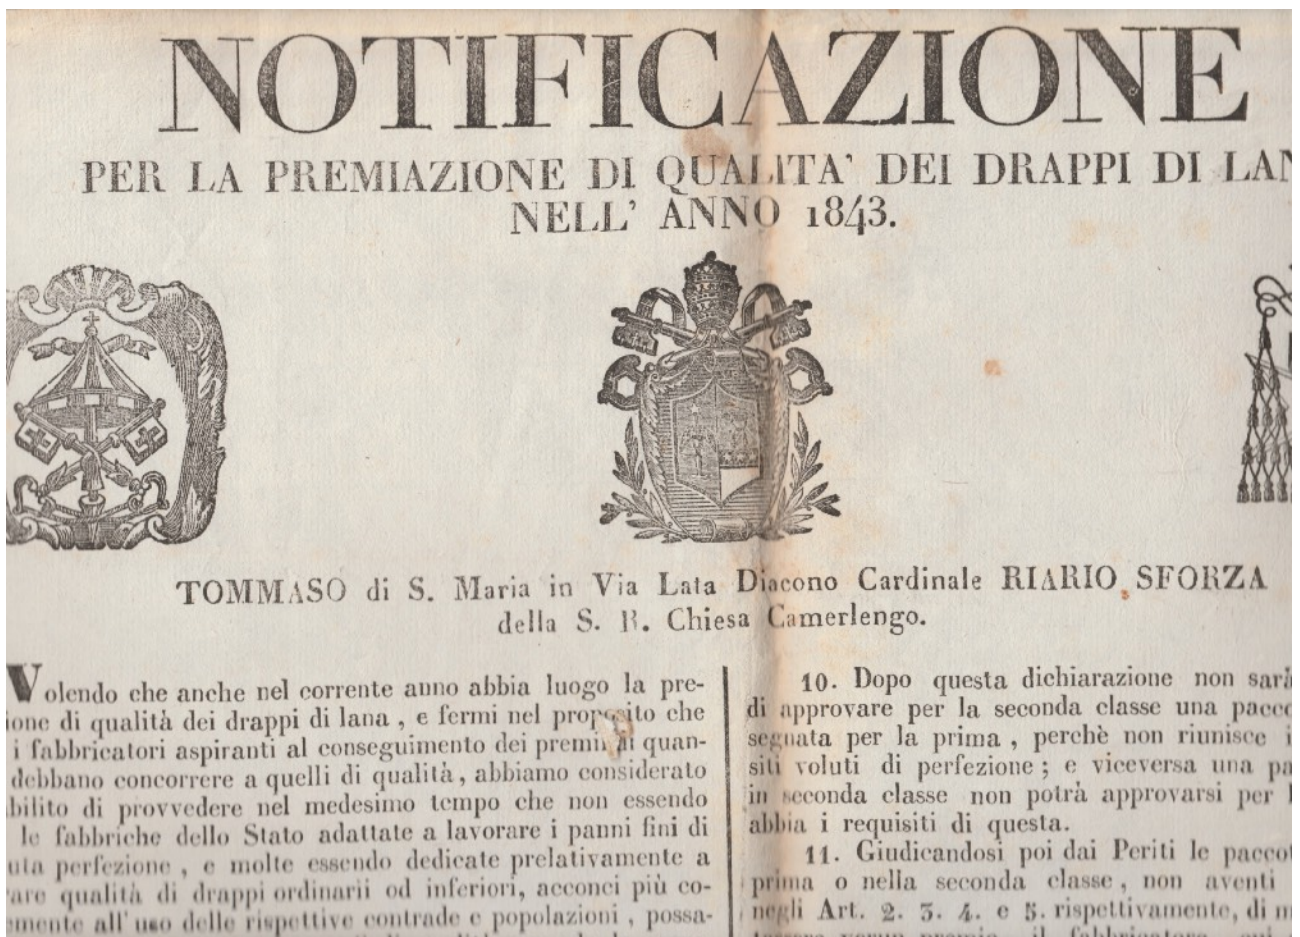 NOTIFICAZIONE
PER LA PREMIAZIONE DI QUALITA' DEI DRAPPI DI LAN
NELL' ANNO 1843.
TOMMASO di S. Maria in Via Lata Diacono Cardinale RIARIO SFORZA
della S. R. Chiesa Camerlengo.
Volendo che anche nel corrente anno abbia luogo la pre-
ione di qualità dei drappi di lana , e fermi nel proposito che
i fabbricatori aspiranti al conseguimento dei premii di quan-
debbano concorrere a quelli di qualità , abbiamo considerato
bilito di provvedere nel medesimo tempo che non essendo
le fabbriche dello Stato adattate a lavorare i panni fini di
uta perfezione , e molte essendo dedicate prelativamente a
are qualità di drappi ordinarii od inferiori, acconci più co-
emente all' uso delle rispettive contrade e popolazioni , possa-
10. Dopo questa dichiarazione non sarà
di approvare per la seconda classe una pacco
segnata per la prima , perchè non riunisce i
siti voluti di perfezione ; e viceversa una pa
in seconda classe non potrà approvarsi per l
abbia i requisiti di questa.
11. Giudicandosi poi dai Periti le paccot
prima o nella seconda classe , non aventi
negli Art. 2. 3. 4. e 5. rispettivamente, di m